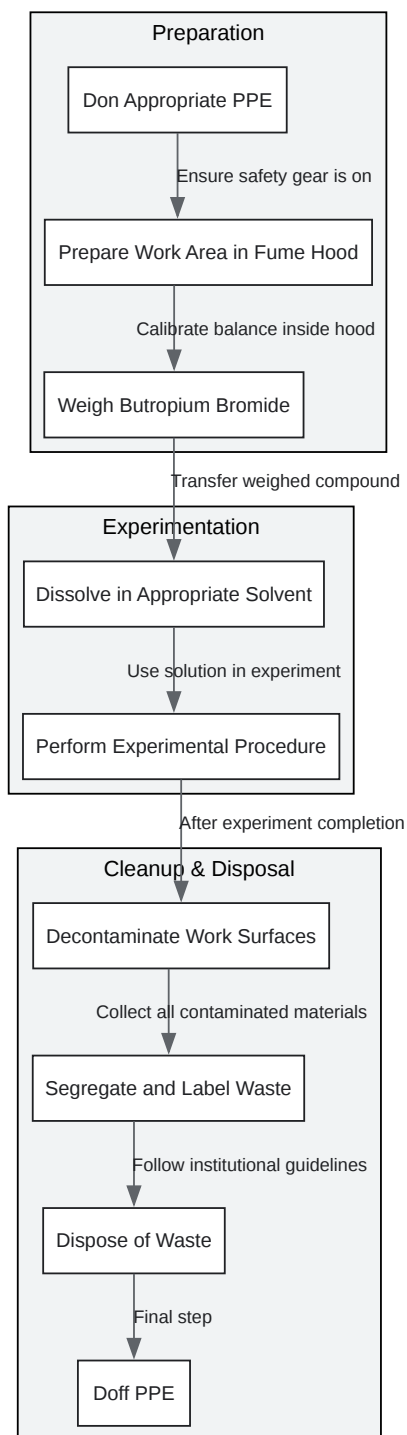 Preparation
Don Appropriate PPE
Ensure safety gear is on
Prepare Work Area in Fume Hood
Calibrate balance inside hood
Weigh Butropium Bromide
Transfer weighed compound
Experimentation
Dissolve in Appropriate Solvent
Use solution in experiment
Perform Experimental Procedure
After experiment completion
Cleanup & Disposal
Decontaminate Work Surfaces
Collect all contaminated materials
Segregate and Label Waste
Follow institutional guidelines
Dispose of Waste
Final step
Doff PPE